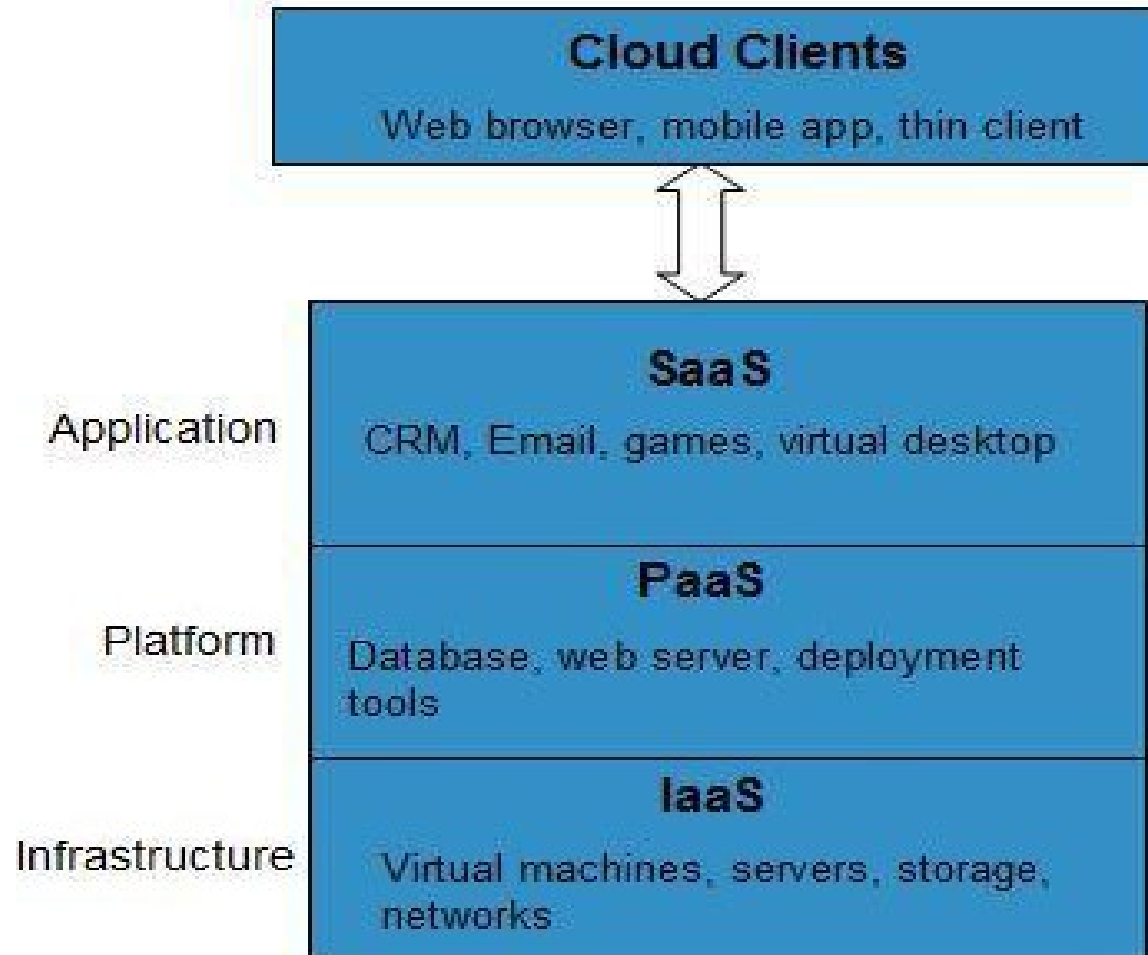 Cloud Clients
Web browser, mobile app, thin client
SaaS
Application
CRM, Email, games, virtual desktop
PaaS
Platform
Database, web server, deployment
tools
IaaS
Infrastructure
Virtual machines, servers, storage,
networks